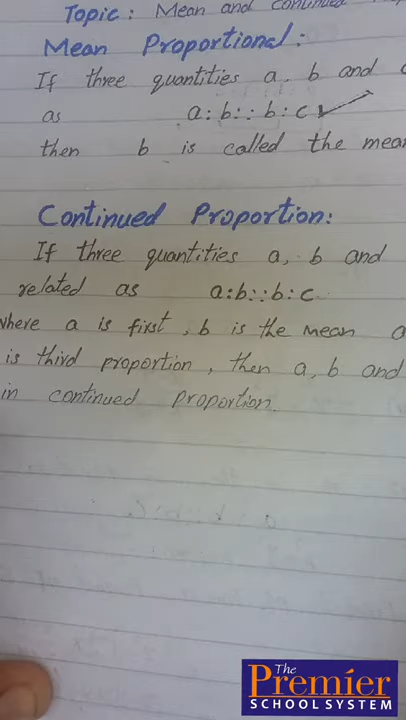 Topic: Mean and Continued
Mean Proportional:
If three quantities a, b and
as a:b::b:c ✓
then b is called the mean
Continued Proportion:
If three quantities a, b and
related as a:b::b:c
where a is first, b is the mean
is third proportion, then a, b and
in continued proportion.
The
Premier
SCHOOL SYSTEM